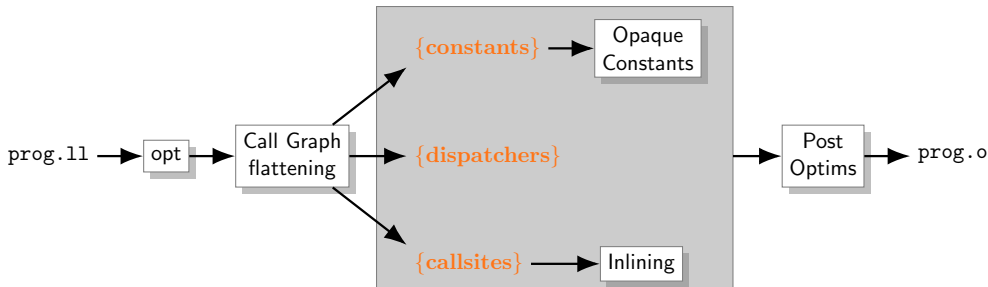 {constants}
Opaque
Constants
prog.ll
opt
Call Graph
flattening
{dispatchers}
Post
Optims
prog.o
{callsites}
Inlining